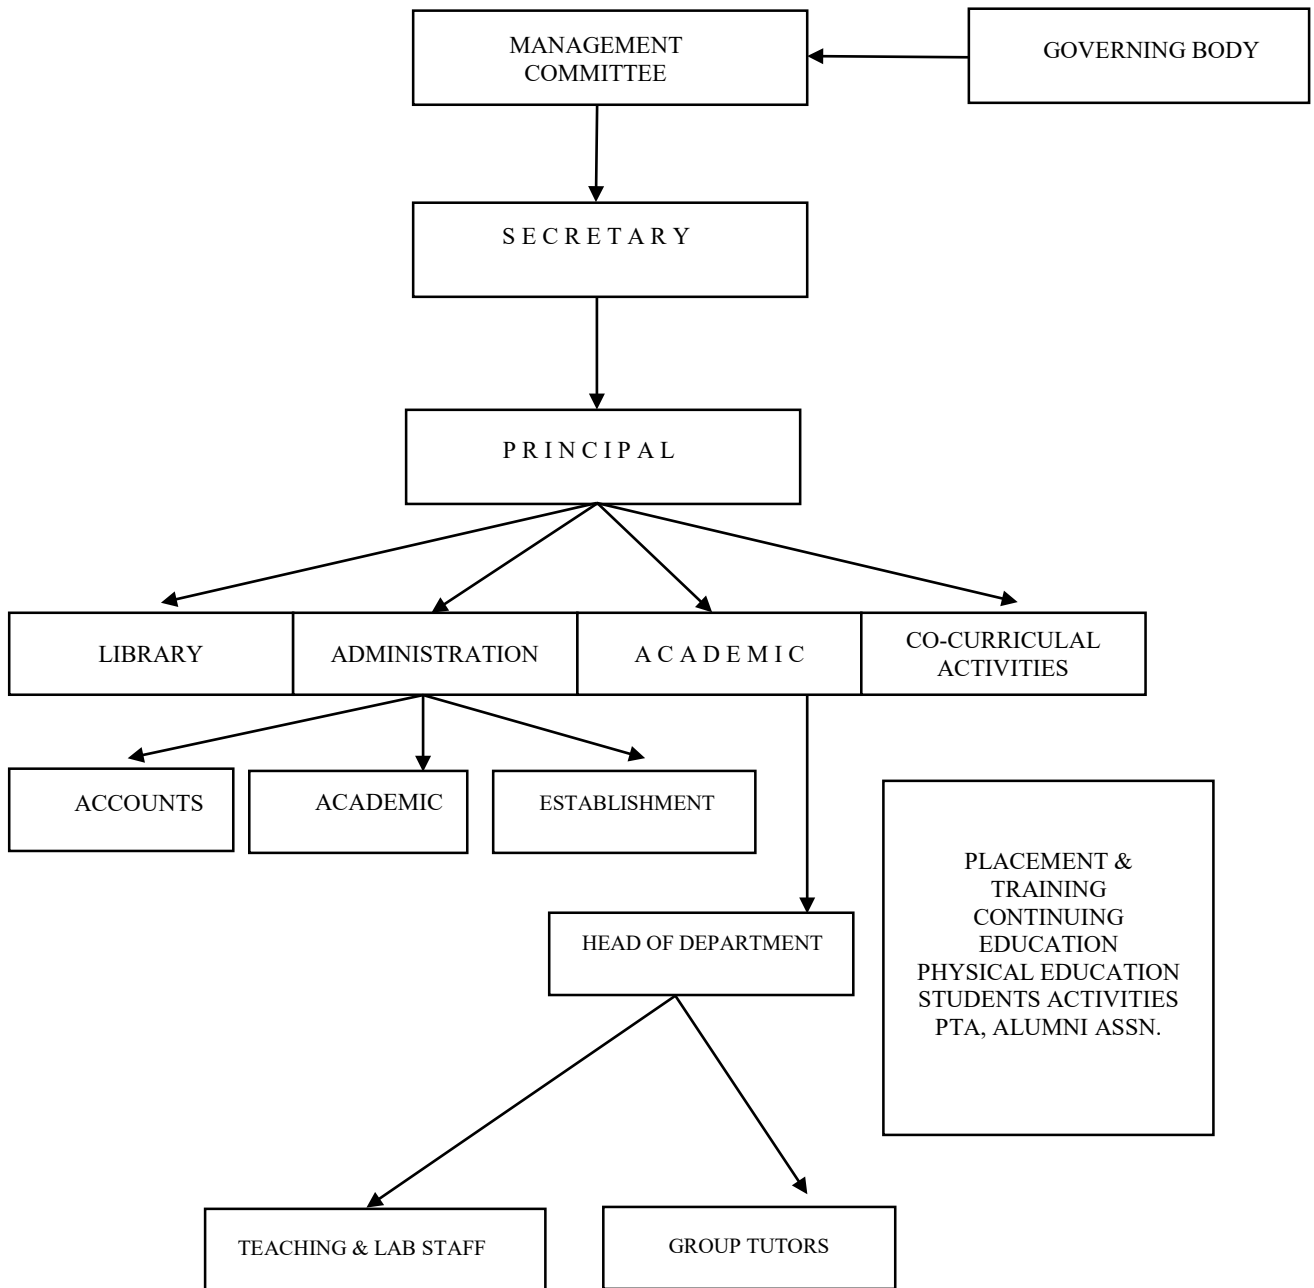 MANAGEMENT
COMMITTEE
GOVERNING BODY
S E C R E T A R Y
P R I N C I P A L
LIBRARY
ADMINISTRATION
A C A D E M I C
CO-CURRICULAL
ACTIVITIES
ACCOUNTS
ACADEMIC
ESTABLISHMENT
PLACEMENT &
TRAINING
CONTINUING
EDUCATION
PHYSICAL EDUCATION
STUDENTS ACTIVITIES
PTA, ALUMNI ASSN.
HEAD OF DEPARTMENT
TEACHING & LAB STAFF
GROUP TUTORS